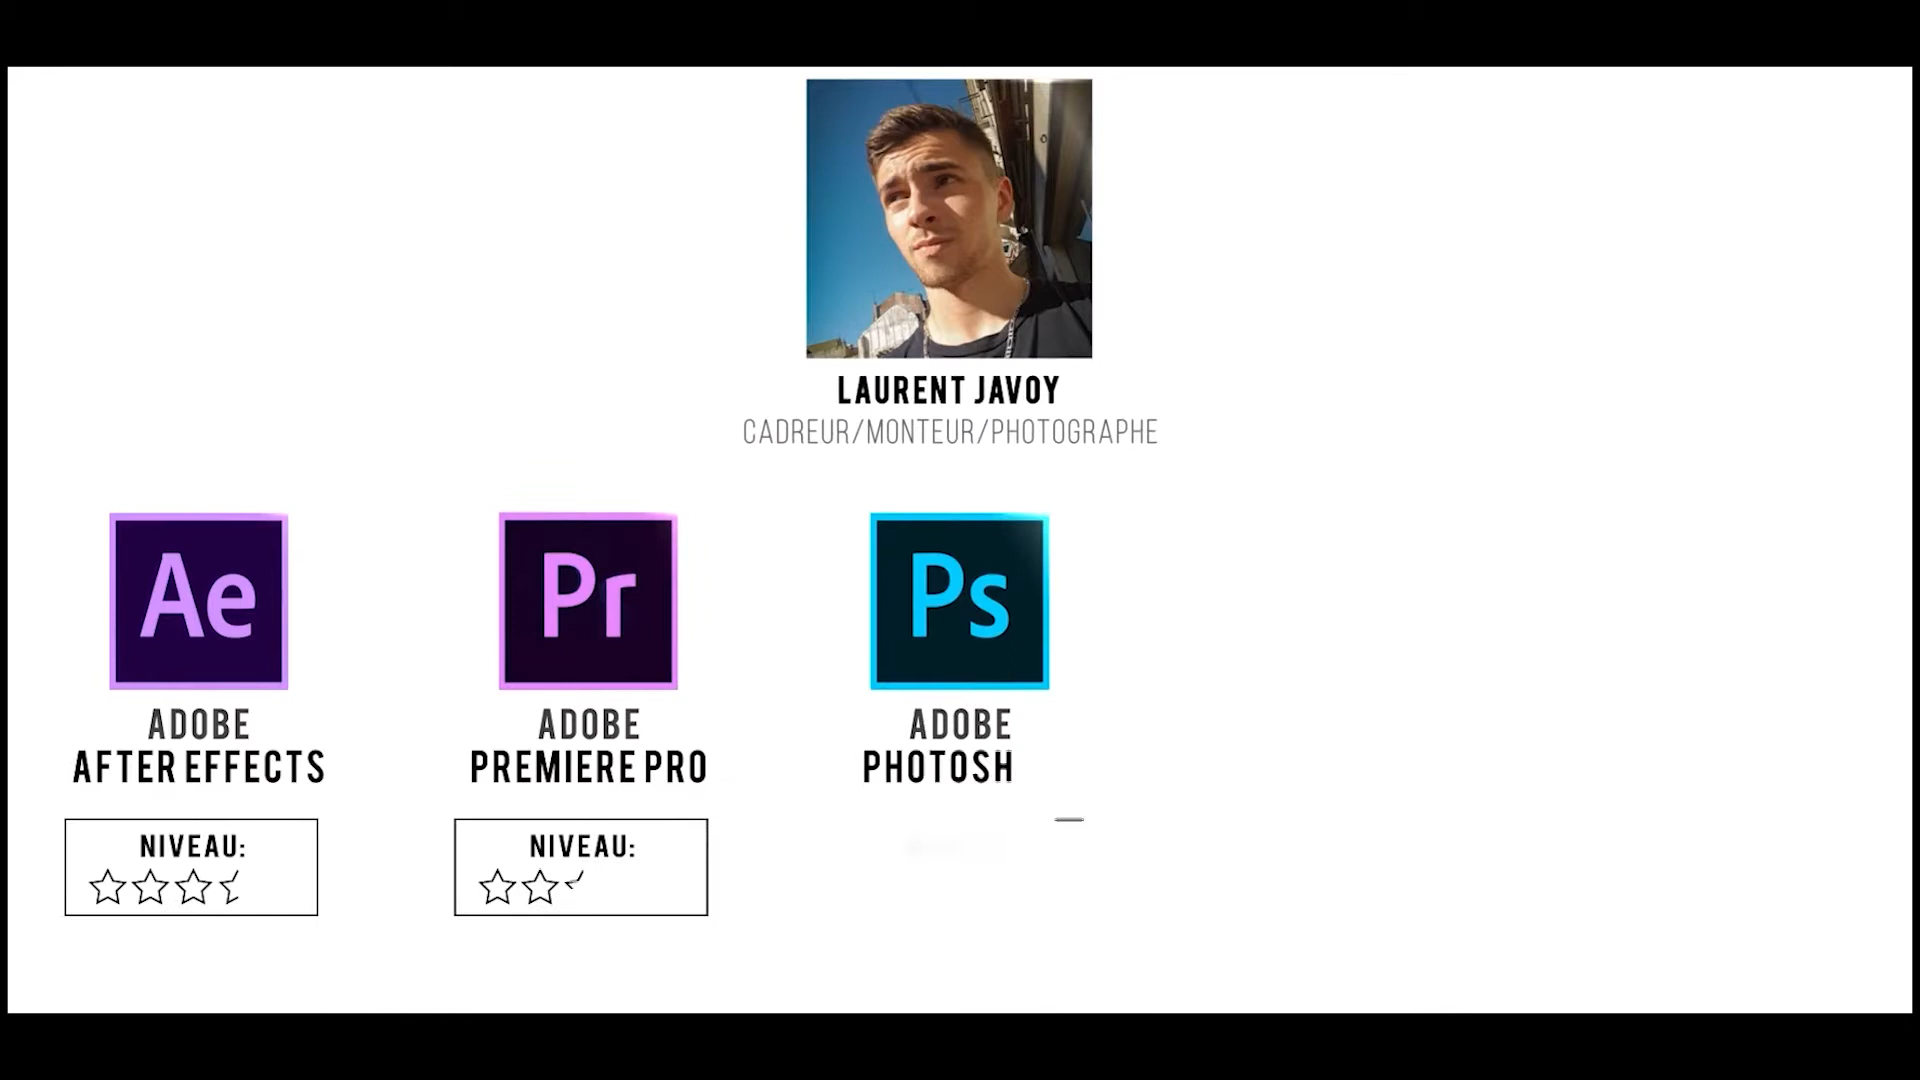 LAURENT JAVOY
CADREUR/MONTEUR/PHOTOGRAPHE
Ae
Pr
Ps
ADOBE
AFTER EFFECTS
ADOBE
PREMIERE PRO
ADOBE
PHOTOSH
NIVEAU:
NIVEAU: